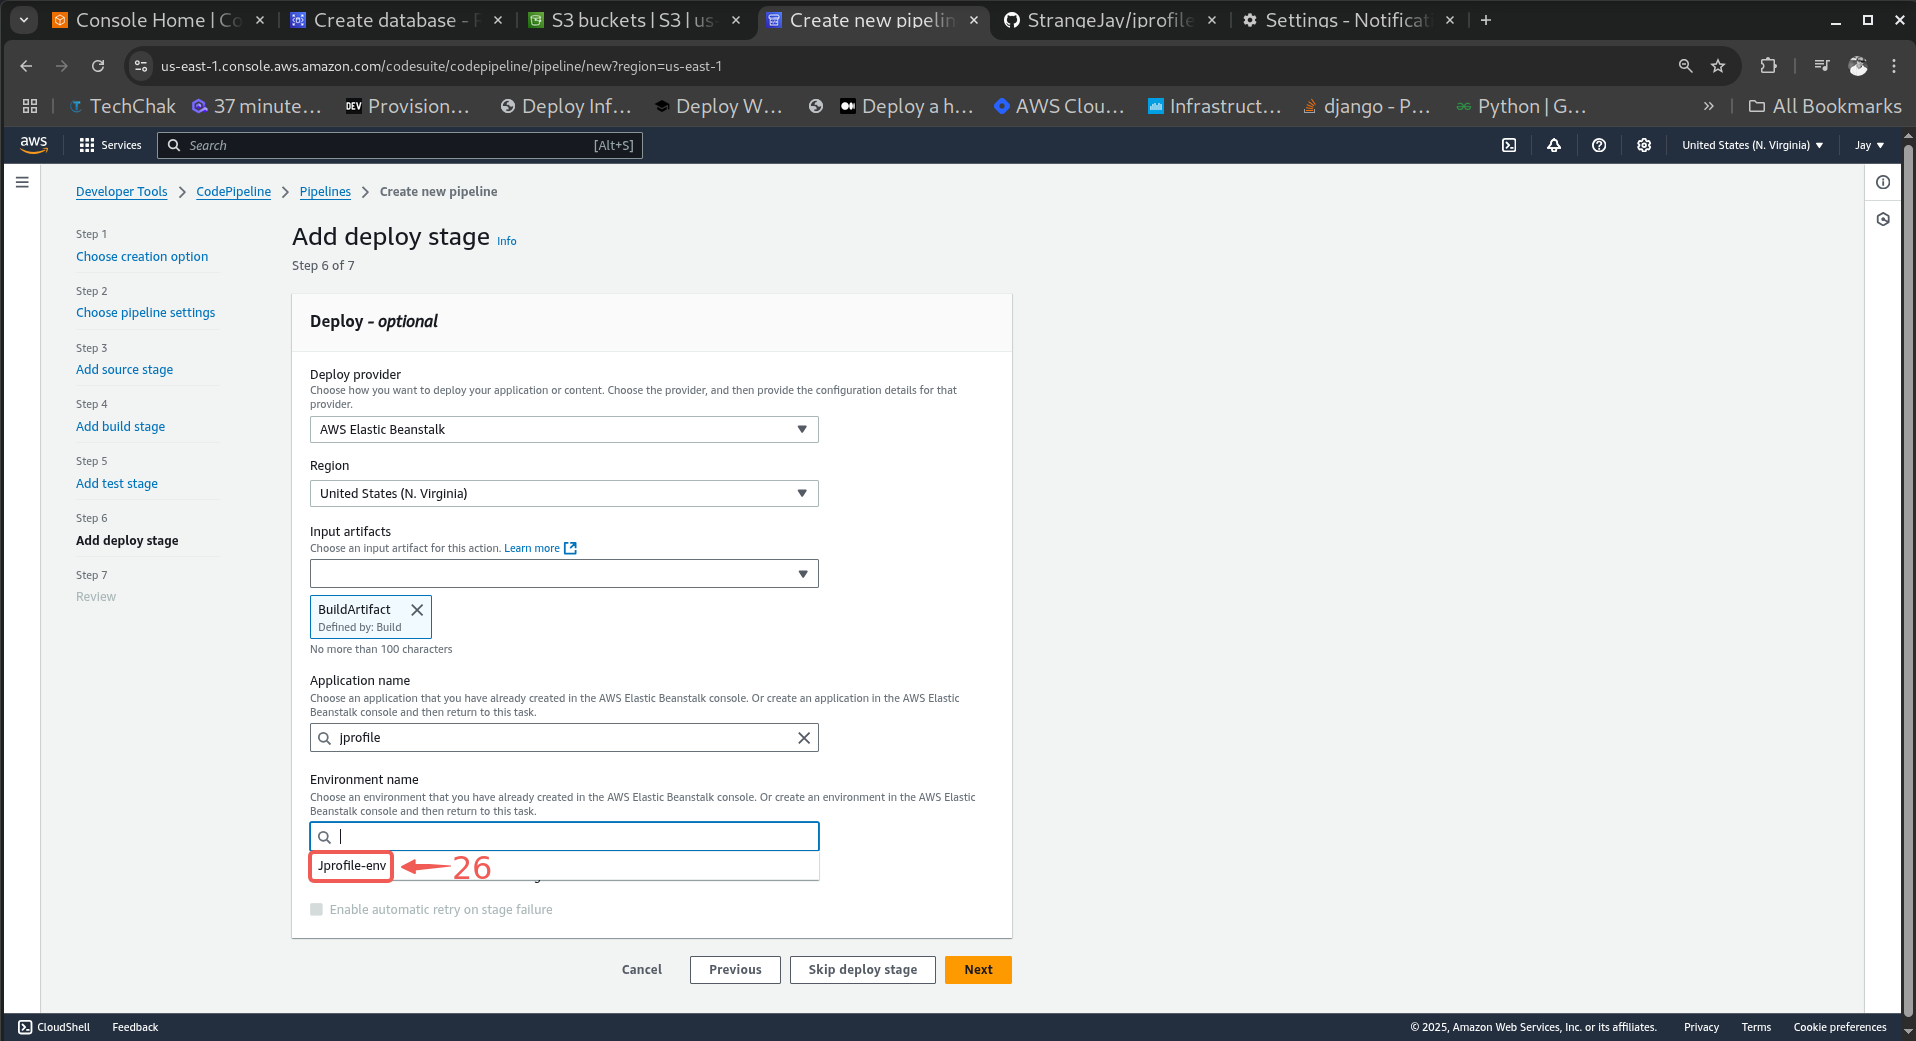 Console Home | Co
Create database - R
S3 buckets | S3 | us-
Create new pipelin
StrangeJay/jprofile
Settings - Notificat
us-east-1.console.aws.amazon.com/codesuite/codepipeline/pipeline/new?region=us-east-1
TechChak
37 minute...
DEV Provision...
Deploy Inf...
Deploy W...
Deploy a h...
AWS Clou...
Infrastruct...
django - P...
Python | G...
» All Bookmarks
aws Services Search [Alt+S] United States (N. Virginia) Jay
Developer Tools CodePipeline Pipelines Create new pipeline
Step 1
Choose creation option
Step 2
Choose pipeline settings
Step 3
Add source stage
Step 4
Add build stage
Step 5
Add test stage
Step 6
Add deploy stage
Step 7
Review
Add deploy stage Info
Step 6 of 7
Deploy - optional
Deploy provider
Choose how you want to deploy your application or content. Choose the provider, and then provide the configuration details for that
provider.
AWS Elastic Beanstalk
Region
United States (N. Virginia)
Input artifacts
Choose an input artifact for this action. Learn more
BuildArtifact
Defined by: Build
No more than 100 characters
Application name
Choose an application that you have already created in the AWS Elastic Beanstalk console. Or create an application in the AWS Elastic
Beanstalk console and then return to this task.
jprofile
Environment name
Choose an environment that you have already created in the AWS Elastic Beanstalk console. Or create an environment in the AWS Elastic
Beanstalk console and then return to this task.
Jprofile-env 26
Enable automatic retry on stage failure
Cancel Previous Skip deploy stage Next
CloudShell Feedback © 2025, Amazon Web Services, Inc. or its affiliates. Privacy Terms Cookie preferences